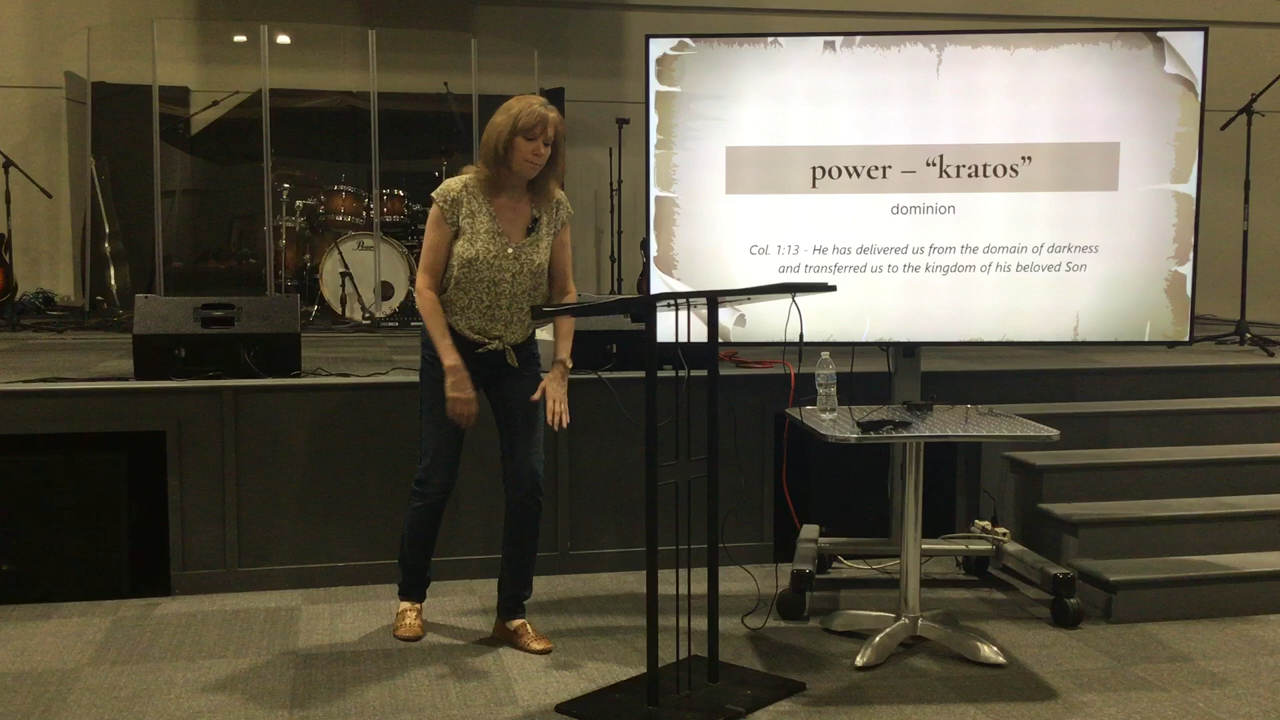 power – “kratos”
dominion
Col. 1:13 - He has delivered us from the domain of darkness
and transferred us to the kingdom of his beloved Son